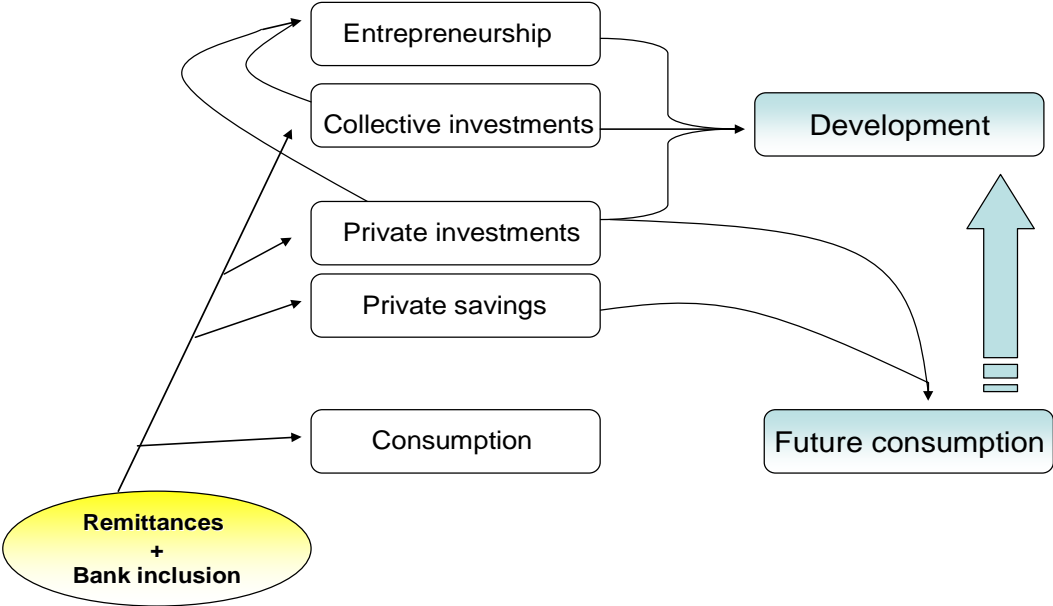 Entrepreneurship
Collective investments
Development
Private investments
Private savings
Consumption
Future consumption
Remittances
+
Bank inclusion